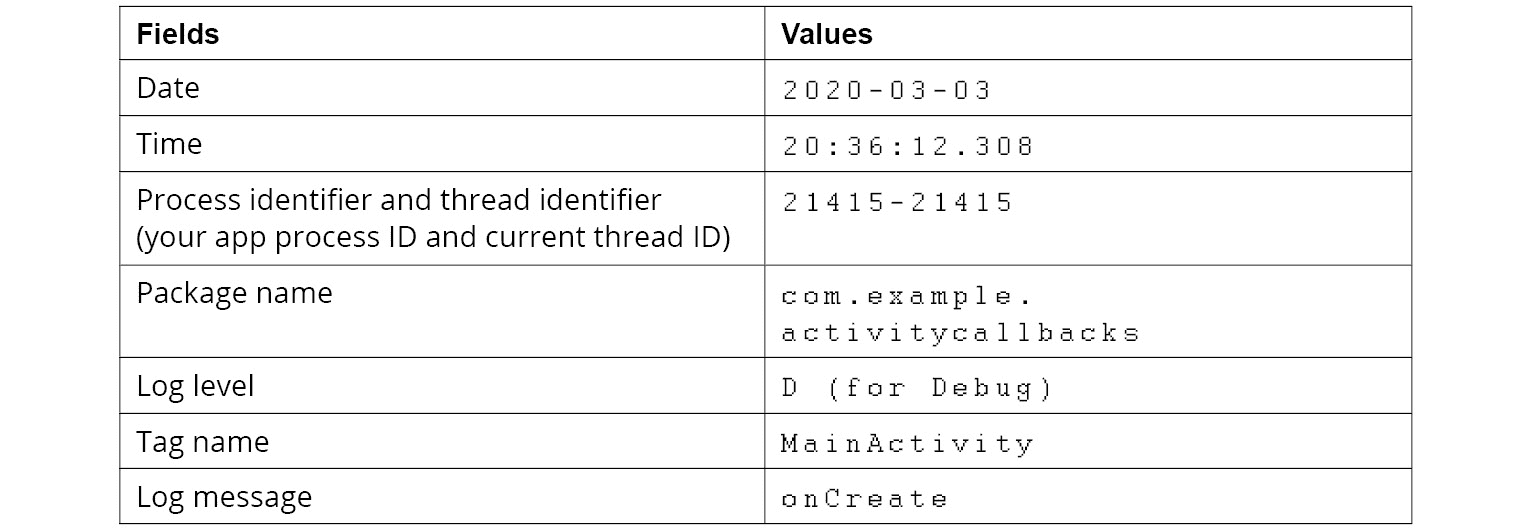 Fields Values
Date 2020-03-03
Time 20:36:12.308
Process identifier and thread identifier 21415-21415
(your app process ID and current thread ID)
Package name com.example.
activitycallbacks
Log level D (for Debug)
Tag name MainActivity
Log message onCreate